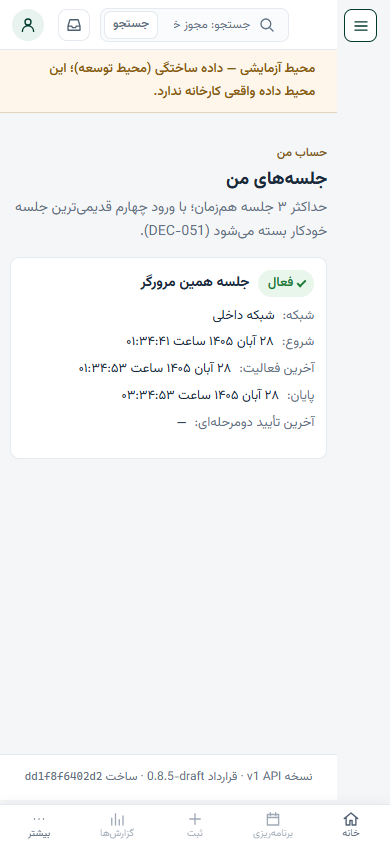 جستجو: مجوز خ
جستجو
محیط آزمایشی — داده ساختگی (محیط توسعه)؛ این
محیط داده واقعی کارخانه ندارد.
حساب من
جلسه‌های من
حداکثر ۳ جلسه هم‌زمان؛ با ورود چهارم قدیمی‌ترین جلسه
خودکار بسته می‌شود (DEC-051).
فعال جلسه همین مرورگر
شبکه: شبکه داخلی
شروع: ۲۸ آبان ۱۴۰۵ ساعت ۰۱:۳۴:۴۱
آخرین فعالیت: ۲۸ آبان ۱۴۰۵ ساعت ۰۱:۳۴:۵۳
پایان: ۲۸ آبان ۱۴۰۵ ساعت ۰۳:۳۴:۵۳
آخرین تأیید دومرحله‌ای: —
نسخه API v1 · قرارداد 0.8.5-draft · ساخت dd1f8f6402d2
خانه
برنامه‌ریزی
ثبت
گزارش‌ها
بیشتر